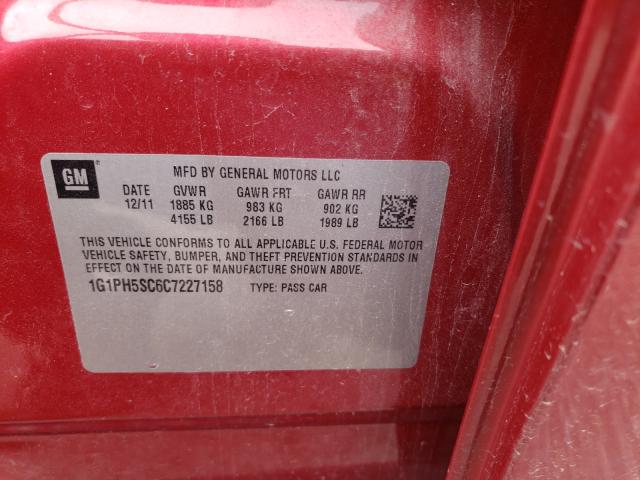 GM
MFD BY GENERAL MOTORS LLC
DATE GVWR GAWR FRT GAWR RR
12/11 1885 KG 983 KG 902 KG
4155 LB 2166 LB 1989 LB
THIS VEHICLE CONFORMS TO ALL APPLICABLE U.S. FEDERAL MOTOR
VEHICLE SAFETY, BUMPER, AND THEFT PREVENTION STANDARDS IN
EFFECT ON THE DATE OF MANUFACTURE SHOWN ABOVE.
1G1PH5SC6C7227158 TYPE: PASS CAR